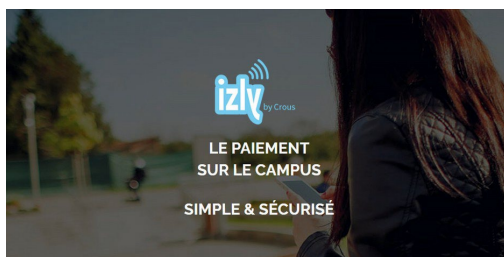 izly
by Crous
LE PAIEMENT
SUR LE CAMPUS
SIMPLE & SÉCURISÉ